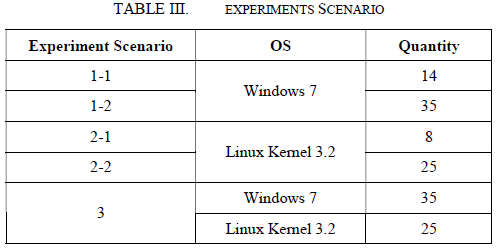 TABLE III. EXPERIMENTS SCENARIO
Experiment Scenario OS Quantity
1-1 Windows 7 14
1-2 35
2-1 Linux Kernel 3.2 8
2-2 25
3 Windows 7 35
Linux Kernel 3.2 25